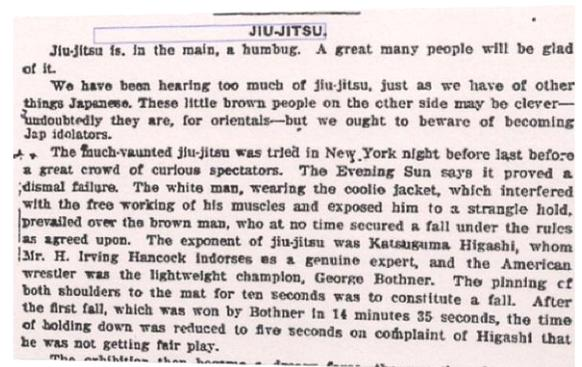 JIU-JITSU.
Jiu-jitsu is, in the main, a humbug. A great many people will be glad
of it.
We have been hearing too much of jiu-jitsu, just as we have of other
things Japanese. These little brown people on the other side may be clever—
undoubtedly they are, for orientals—but we ought to beware of becoming
Jap idolators.
The much-vaunted jiu-jitsu was tried in New York night before last before
a great crowd of curious spectators. The Evening Sun says it proved a
dismal failure. The white man, wearing the coolie jacket, which interfered
with the free working of his muscles and exposed him to a strangle hold,
prevailed over the brown man, who at no time secured a fall under the rules
as agreed upon. The exponent of jiu-jitsu was Katsuguma Higashi, whom
Mr. H. Irving Hancock indorses as a genuine expert, and the American
wrestler was the lightweight champion, George Bothner. The pinning of
both shoulders to the mat for ten seconds was to constitute a fall. After
the first fall, which was won by Bothner in 14 minutes 35 seconds, the time
of holding down was reduced to five seconds on complaint of Higashi that
he was not getting fair play.
The exhibition then became a